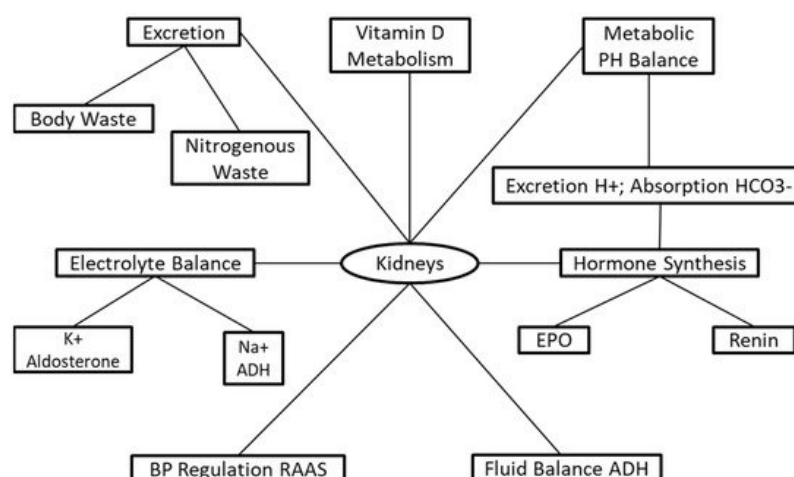 Excretion
Vitamin D
Metabolism
Metabolic
PH Balance
Body Waste
Nitrogenous
Waste
Excretion H+; Absorption HCO3-
Electrolyte Balance
Kidneys
Hormone Synthesis
K+
Aldosterone
Na+
ADH
EPO
Renin
BP Regulation RAAS
Fluid Balance ADH